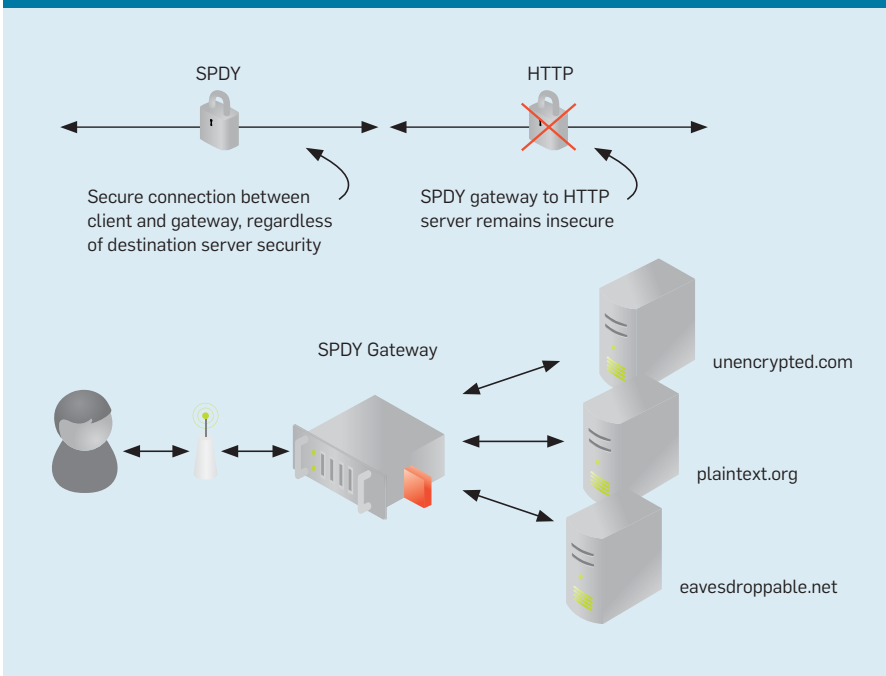 SPDY
HTTP
Secure connection between
client and gateway, regardless
of destination server security
SPDY gateway to HTTP
server remains insecure
SPDY Gateway
unencrypted.com
plaintext.org
eavesdroppable.net